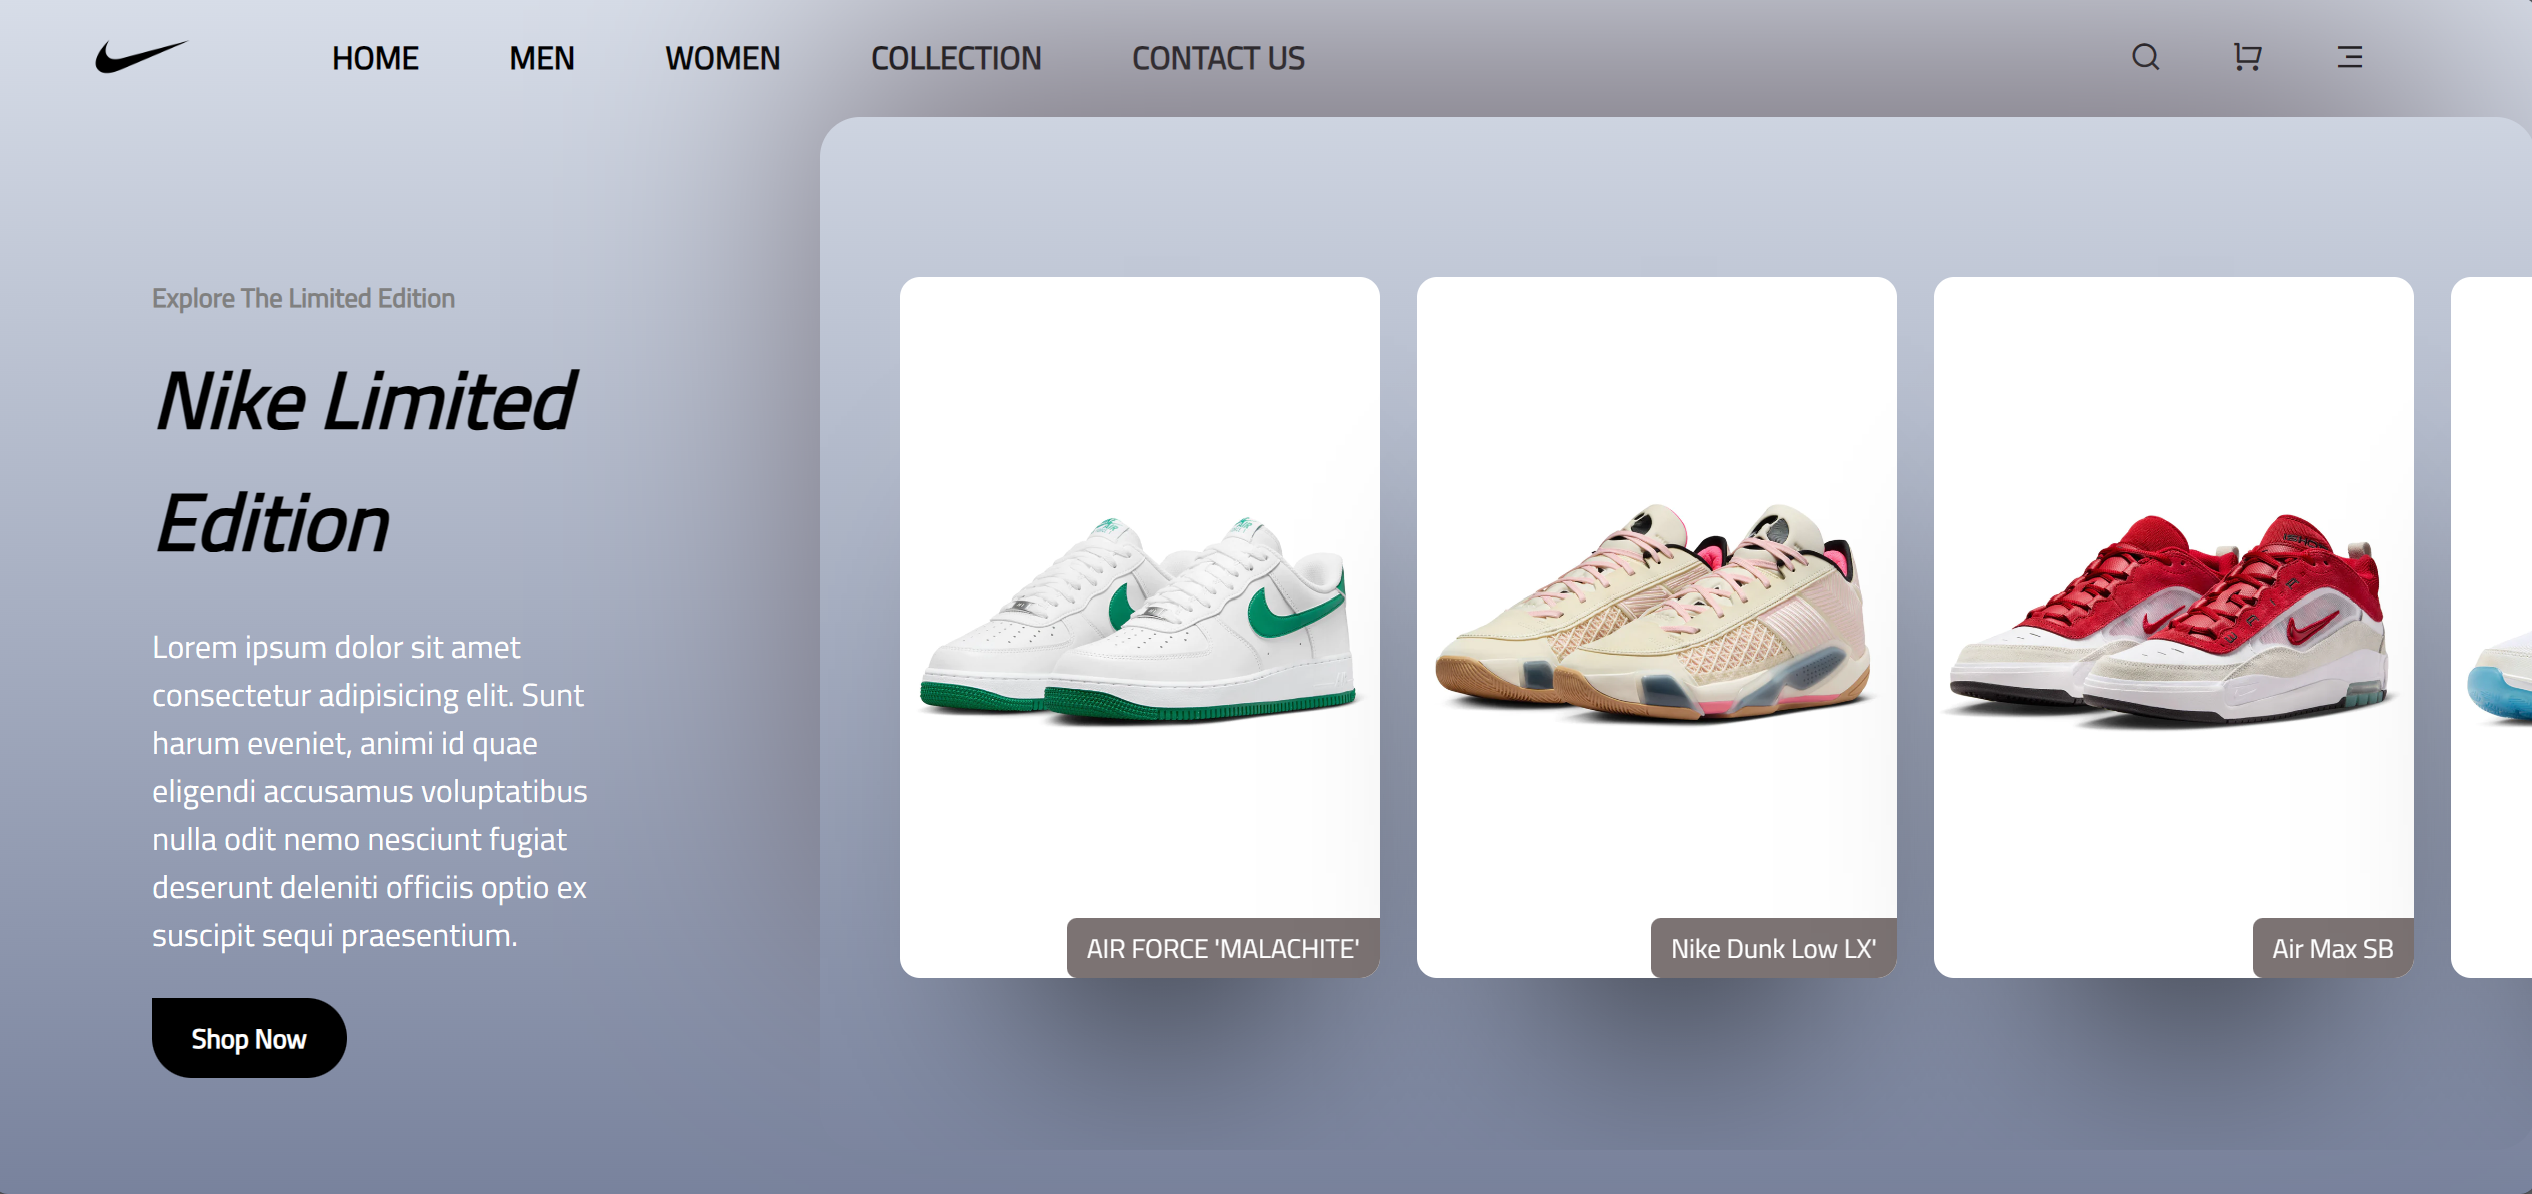 HOME MEN WOMEN COLLECTION CONTACT US
Explore The Limited Edition
Nike Limited
Edition
Lorem ipsum dolor sit amet
consectetur adipisicing elit. Sunt
harum eveniet, animi id quae
eligendi accusamus voluptatibus
nulla odit nemo nesciunt fugiat
deserunt deleniti officiis optio ex
suscipit sequi praesentium.
Shop Now
AIR FORCE 'MALACHITE'
Nike Dunk Low LX'
Air Max SB